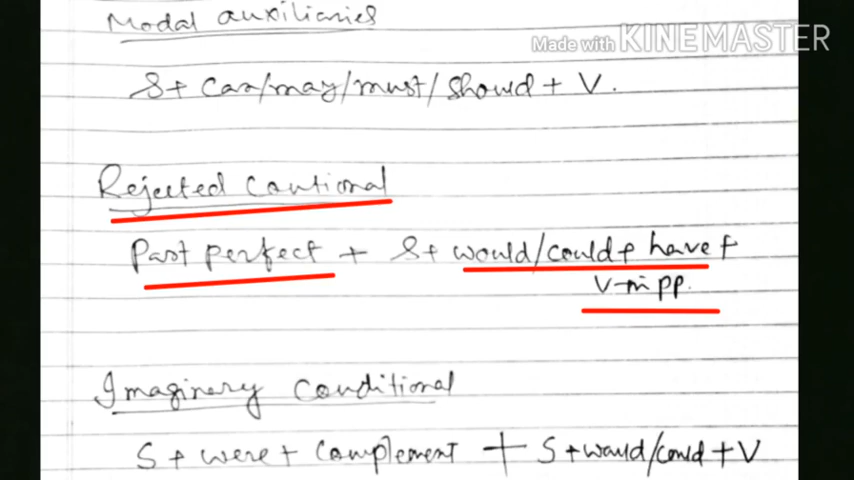 Modal auxiliaries
Made with KINEMASTER
S+ can/may/must/should + V.
Rejected contional
Past perfect + S+ would/could+ have+
V in pp.
Imaginery conditional
S + were + complement + S+would/could+V